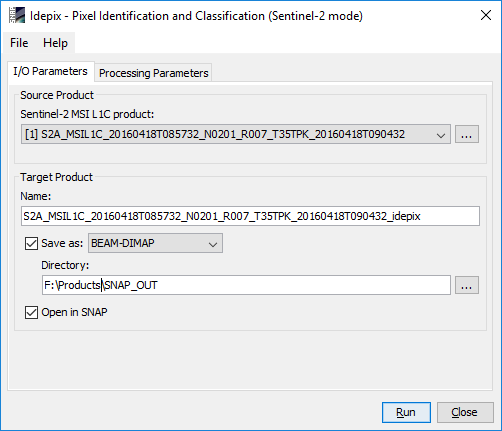 Idepix - Pixel Identification and Classification (Sentinel-2 mode)
File Help
I/O Parameters Processing Parameters
Source Product
Sentinel-2 MSI L1C product:
[1] S2A_MSIL1C_20160418T085732_N0201_R007_T35TPK_20160418T090432 ...
Target Product
Name:
S2A_MSIL1C_20160418T085732_N0201_R007_T35TPK_20160418T090432_idepix
Save as: BEAM-DIMAP
Directory:
F:\Products\SNAP_OUT ...
Open in SNAP
Run Close